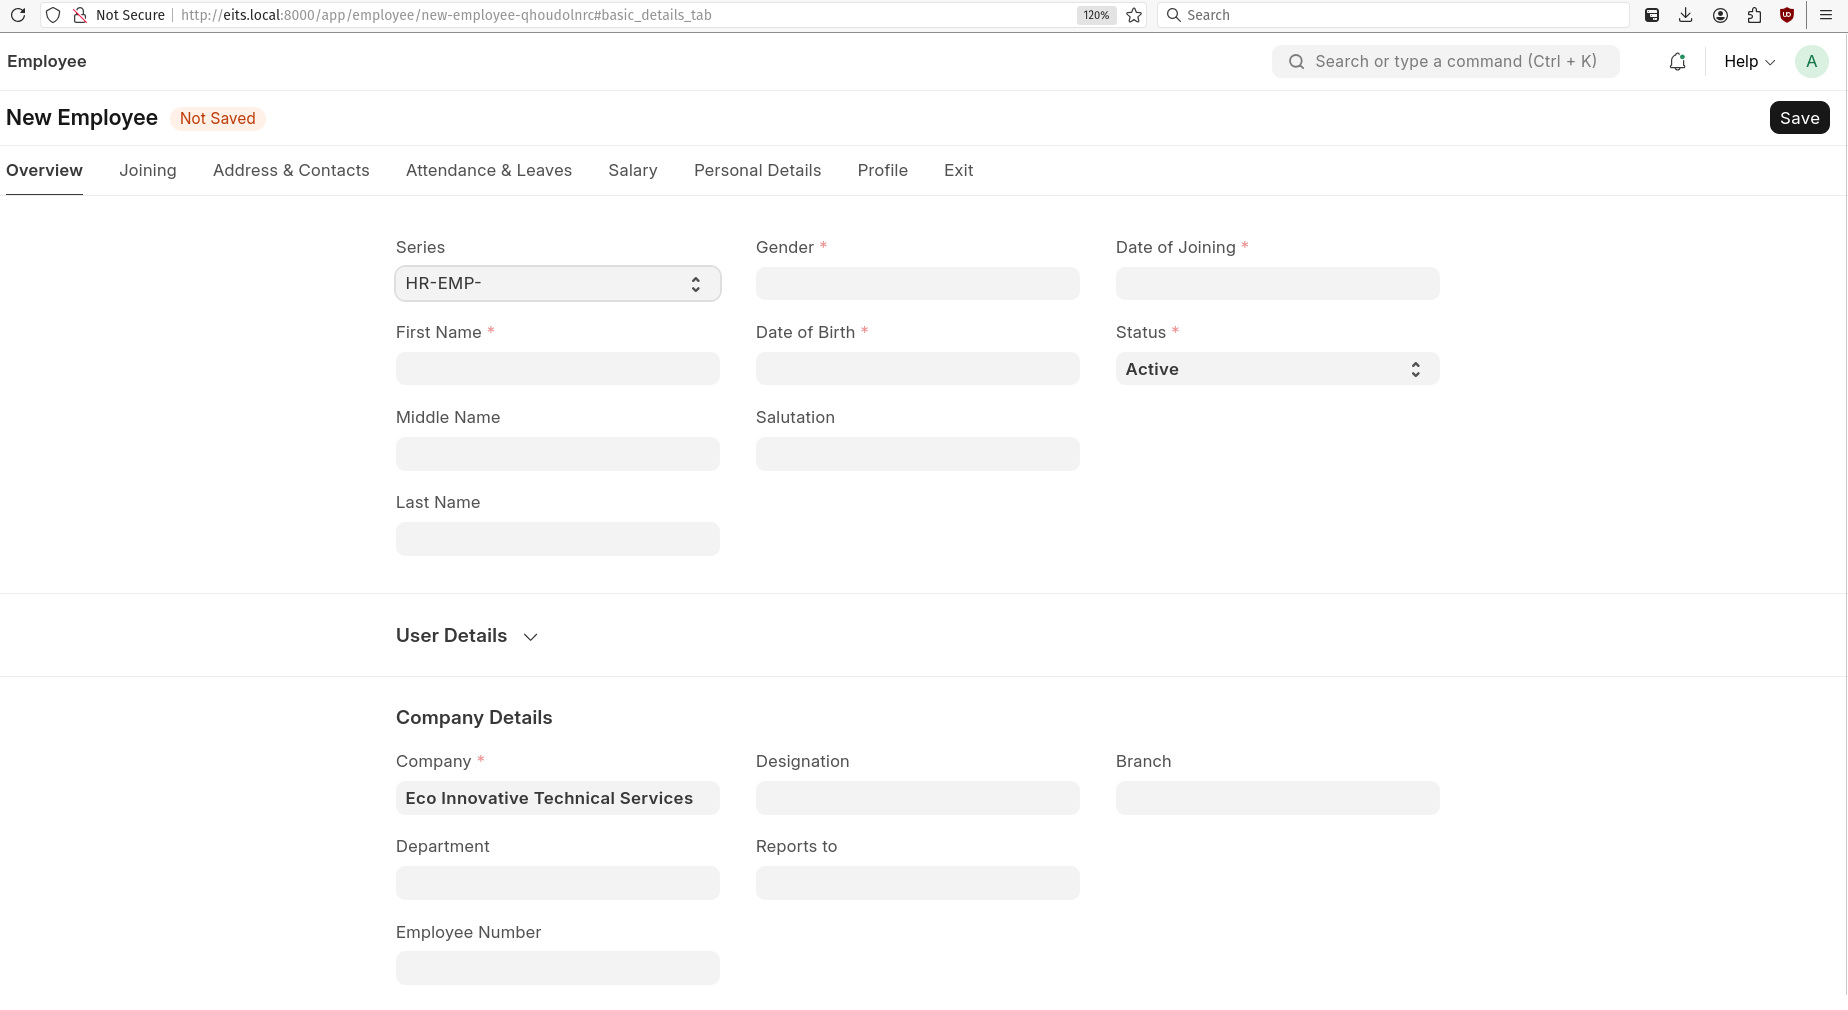 Not Secure http://eits.local:8000/app/employee/new-employee-qhoudolnrc#basic_details_tab 120% Search
Employee Search or type a command (Ctrl + K) Help A
New Employee Not Saved Save
Overview Joining Address & Contacts Attendance & Leaves Salary Personal Details Profile Exit
Series Gender * Date of Joining *
HR-EMP-
First Name * Date of Birth * Status *
Active
Middle Name Salutation
Last Name
User Details
Company Details
Company * Designation Branch
Eco Innovative Technical Services
Department Reports to
Employee Number